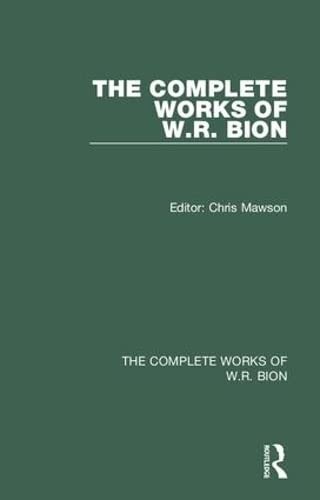 THE COMPLETE
WORKS OF
W.R. BION
Editor: Chris Mawson
THE COMPLETE WORKS OF
W.R. BION
ROUTLEDGE